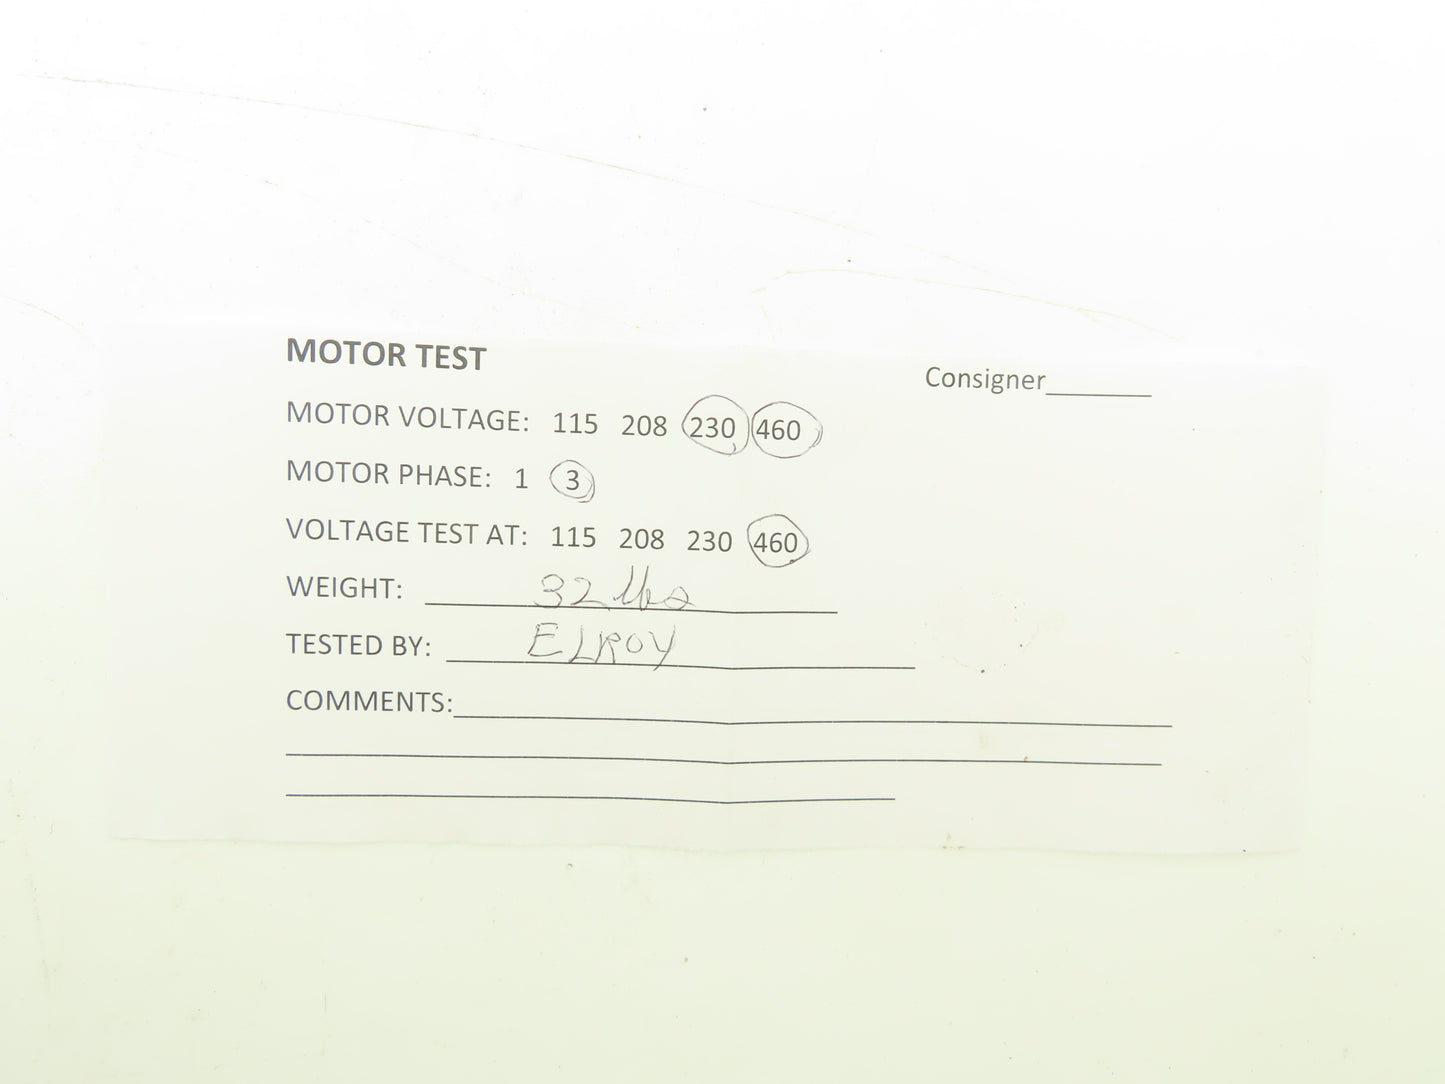 MOTOR TEST
Consigner_______
MOTOR VOLTAGE: 115 208 230 460
MOTOR PHASE: 1 3
VOLTAGE TEST AT: 115 208 230 460
WEIGHT: 32 lbs
TESTED BY: ELROY
COMMENTS: